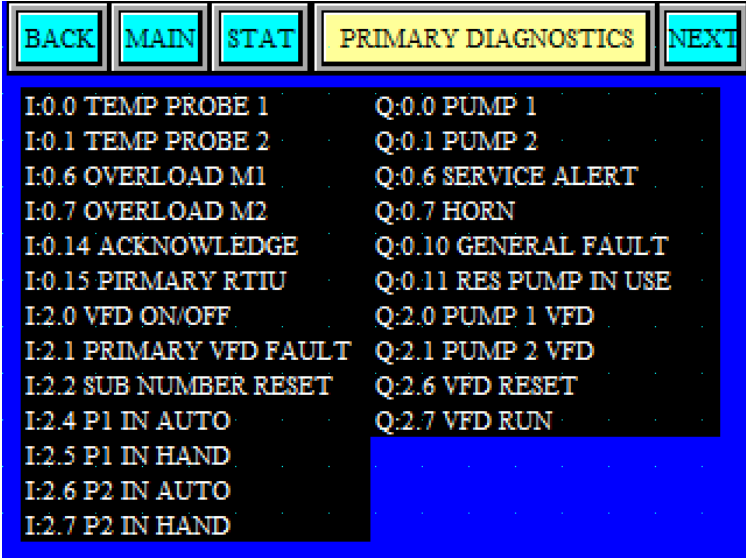 BACK MAIN STAT PRIMARY DIAGNOSTICS NEXT
I:0.0 TEMP PROBE 1
I:0.1 TEMP PROBE 2
I:0.6 OVERLOAD M1
I:0.7 OVERLOAD M2
I:0.14 ACKNOWLEDGE
I:0.15 PIRMARY RTIU
I:2.0 VFD ON/OFF
I:2.1 PRIMARY VFD FAULT
I:2.2 SUB NUMBER RESET
I:2.4 P1 IN AUTO
I:2.5 P1 IN HAND
I:2.6 P2 IN AUTO
I:2.7 P2 IN HAND
Q:0.0 PUMP 1
Q:0.1 PUMP 2
Q:0.6 SERVICE ALERT
Q:0.7 HORN
Q:0.10 GENERAL FAULT
Q:0.11 RES PUMP IN USE
Q:2.0 PUMP 1 VFD
Q:2.1 PUMP 2 VFD
Q:2.6 VFD RESET
Q:2.7 VFD RUN